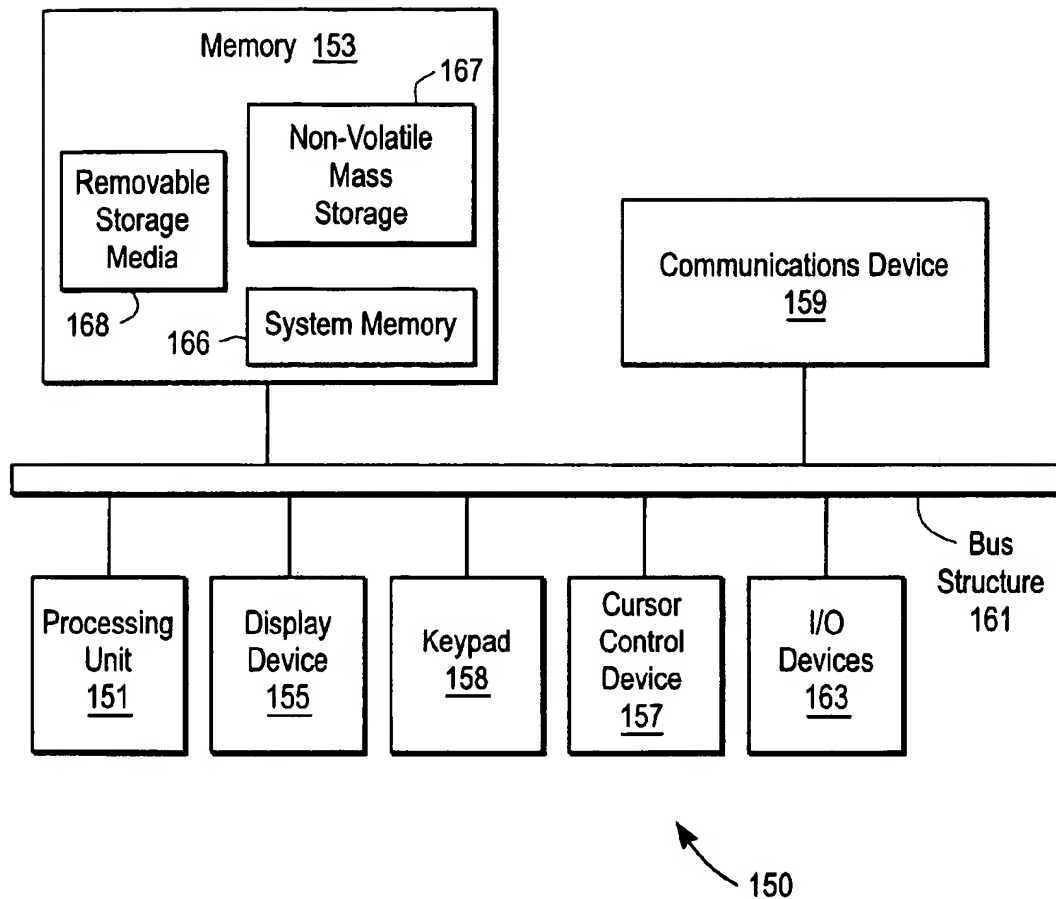 Memory 153
167
Non-Volatile
Mass
Storage
Removable
Storage
Media
168
166
System Memory
Communications Device
159
Bus
Structure
161
Processing
Unit
151
Display
Device
155
Keypad
158
Cursor
Control
Device
157
I/O
Devices
163
150